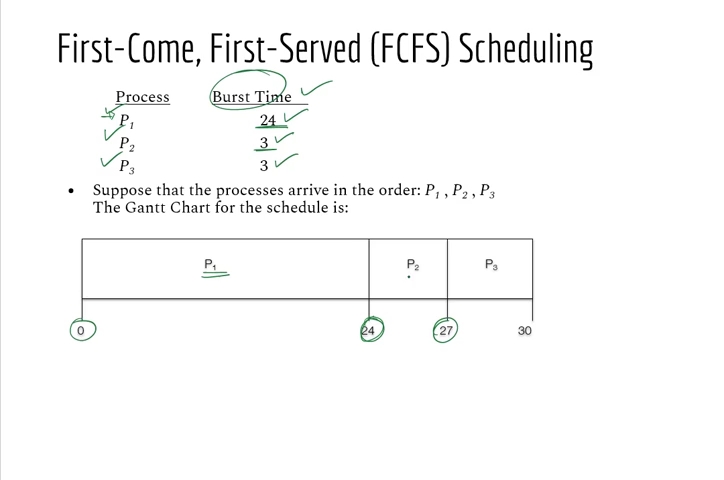 First-Come, First-Served (FCFS) Scheduling
Process Burst Time
P1 24
P2 3
P3 3
• Suppose that the processes arrive in the order: P1 , P2 , P3
The Gantt Chart for the schedule is:
P1 P2 P3
0 24 27 30